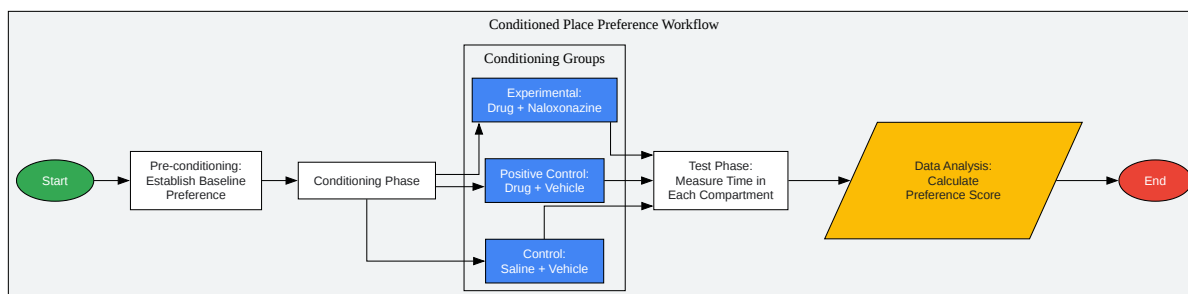 Conditioned Place Preference Workflow
Conditioning Groups
Start
Pre-conditioning:
Establish Baseline
Preference
Conditioning Phase
Experimental:
Drug + Naloxonazine
Positive Control:
Drug + Vehicle
Control:
Saline + Vehicle
Test Phase:
Measure Time in
Each Compartment
Data Analysis:
Calculate
Preference Score
End